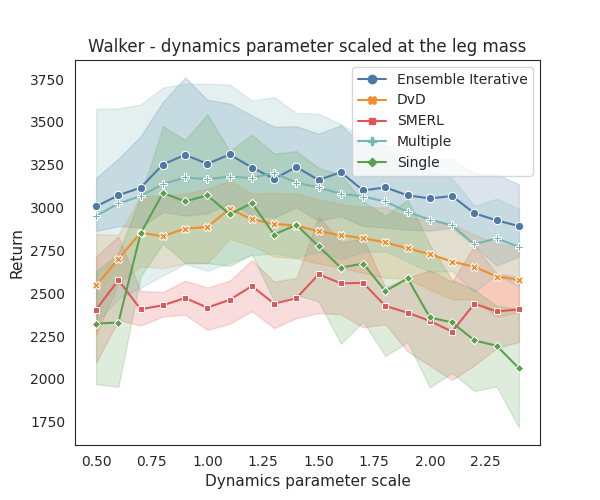 Walker - dynamics parameter scaled at the leg mass
Ensemble Iterative
DvD
SMERL
Multiple
Single
Return
3750
3500
3250
3000
2750
2500
2250
2000
1750
0.50 0.75 1.00 1.25 1.50 1.75 2.00 2.25
Dynamics parameter scale